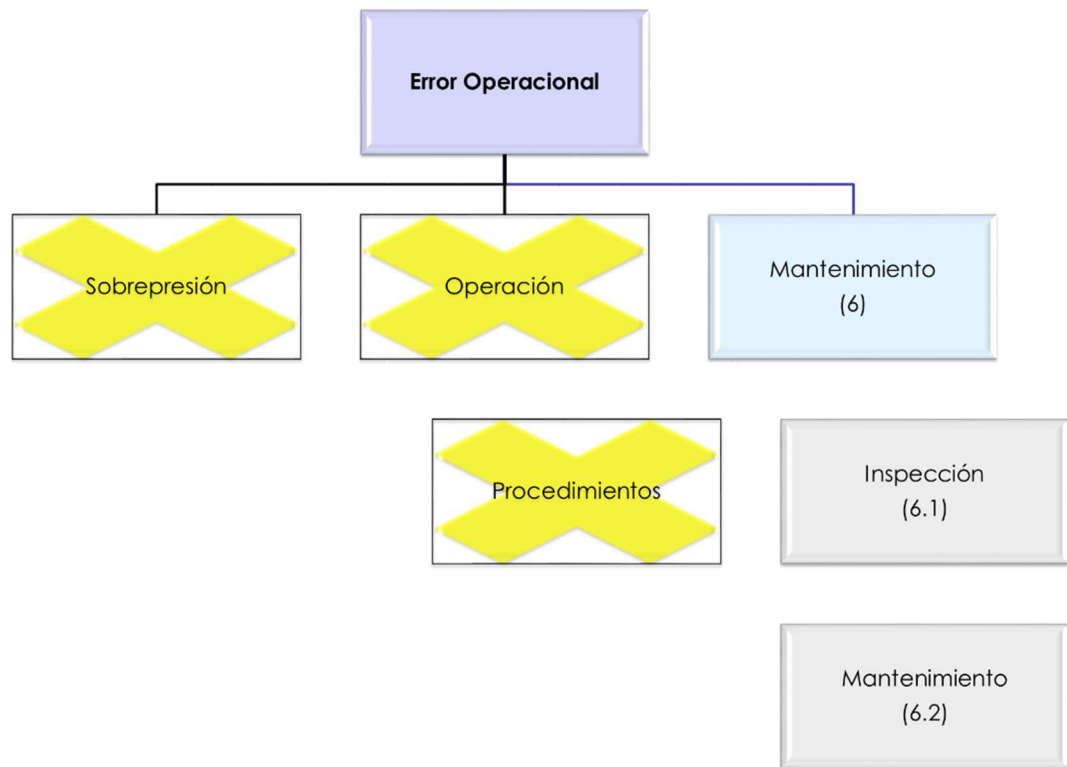 Error Operacional
Sobrepresión
Operación
Mantenimiento
(6)
Procedimientos
Inspección
(6.1)
Mantenimiento
(6.2)